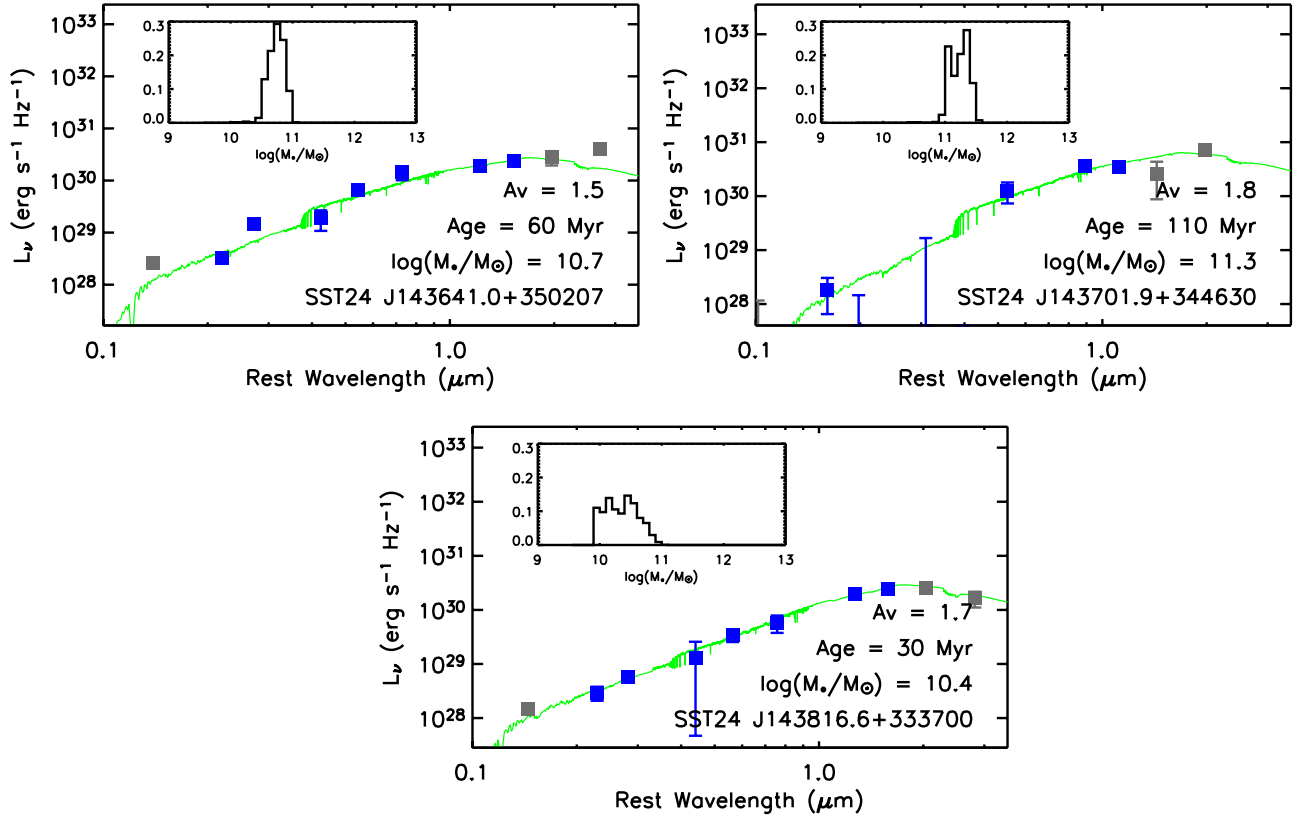 10³³
10³²
10³¹
10³⁰
10²⁹
10²⁸
Lν (erg s⁻¹ Hz⁻¹)
0.3
0.2
0.1
0.0
9 10 11 12 13
log(M⋆/M⊙)
Av = 1.5
Age = 60 Myr
log(M⋆/M⊙) = 10.7
SST24 J143641.0+350207
0.1 1.0
Rest Wavelength (μm)
10³³
10³²
10³¹
10³⁰
10²⁹
10²⁸
Lν (erg s⁻¹ Hz⁻¹)
0.3
0.2
0.1
0.0
9 10 11 12 13
log(M⋆/M⊙)
Av = 1.8
Age = 110 Myr
log(M⋆/M⊙) = 11.3
SST24 J143701.9+344630
0.1 1.0
Rest Wavelength (μm)
10³³
10³²
10³¹
10³⁰
10²⁹
10²⁸
Lν (erg s⁻¹ Hz⁻¹)
0.3
0.2
0.1
0.0
9 10 11 12 13
log(M⋆/M⊙)
Av = 1.7
Age = 30 Myr
log(M⋆/M⊙) = 10.4
SST24 J143816.6+333700
0.1 1.0
Rest Wavelength (μm)